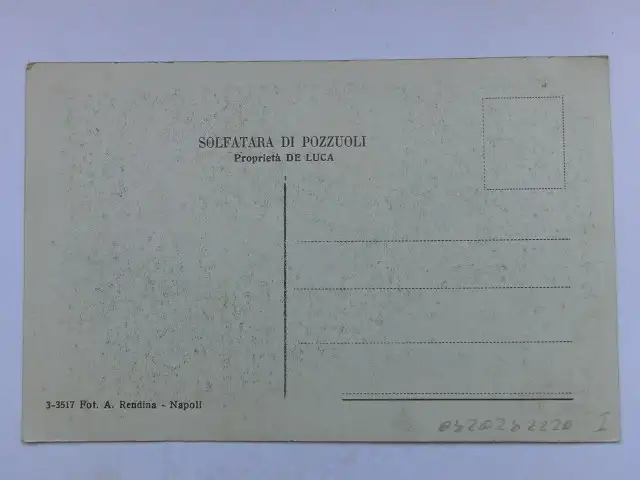 SOLFATARA DI POZZUOLI
Proprietà DE LUCA
3-3517 Fot. A. Rendina - Napoli
I